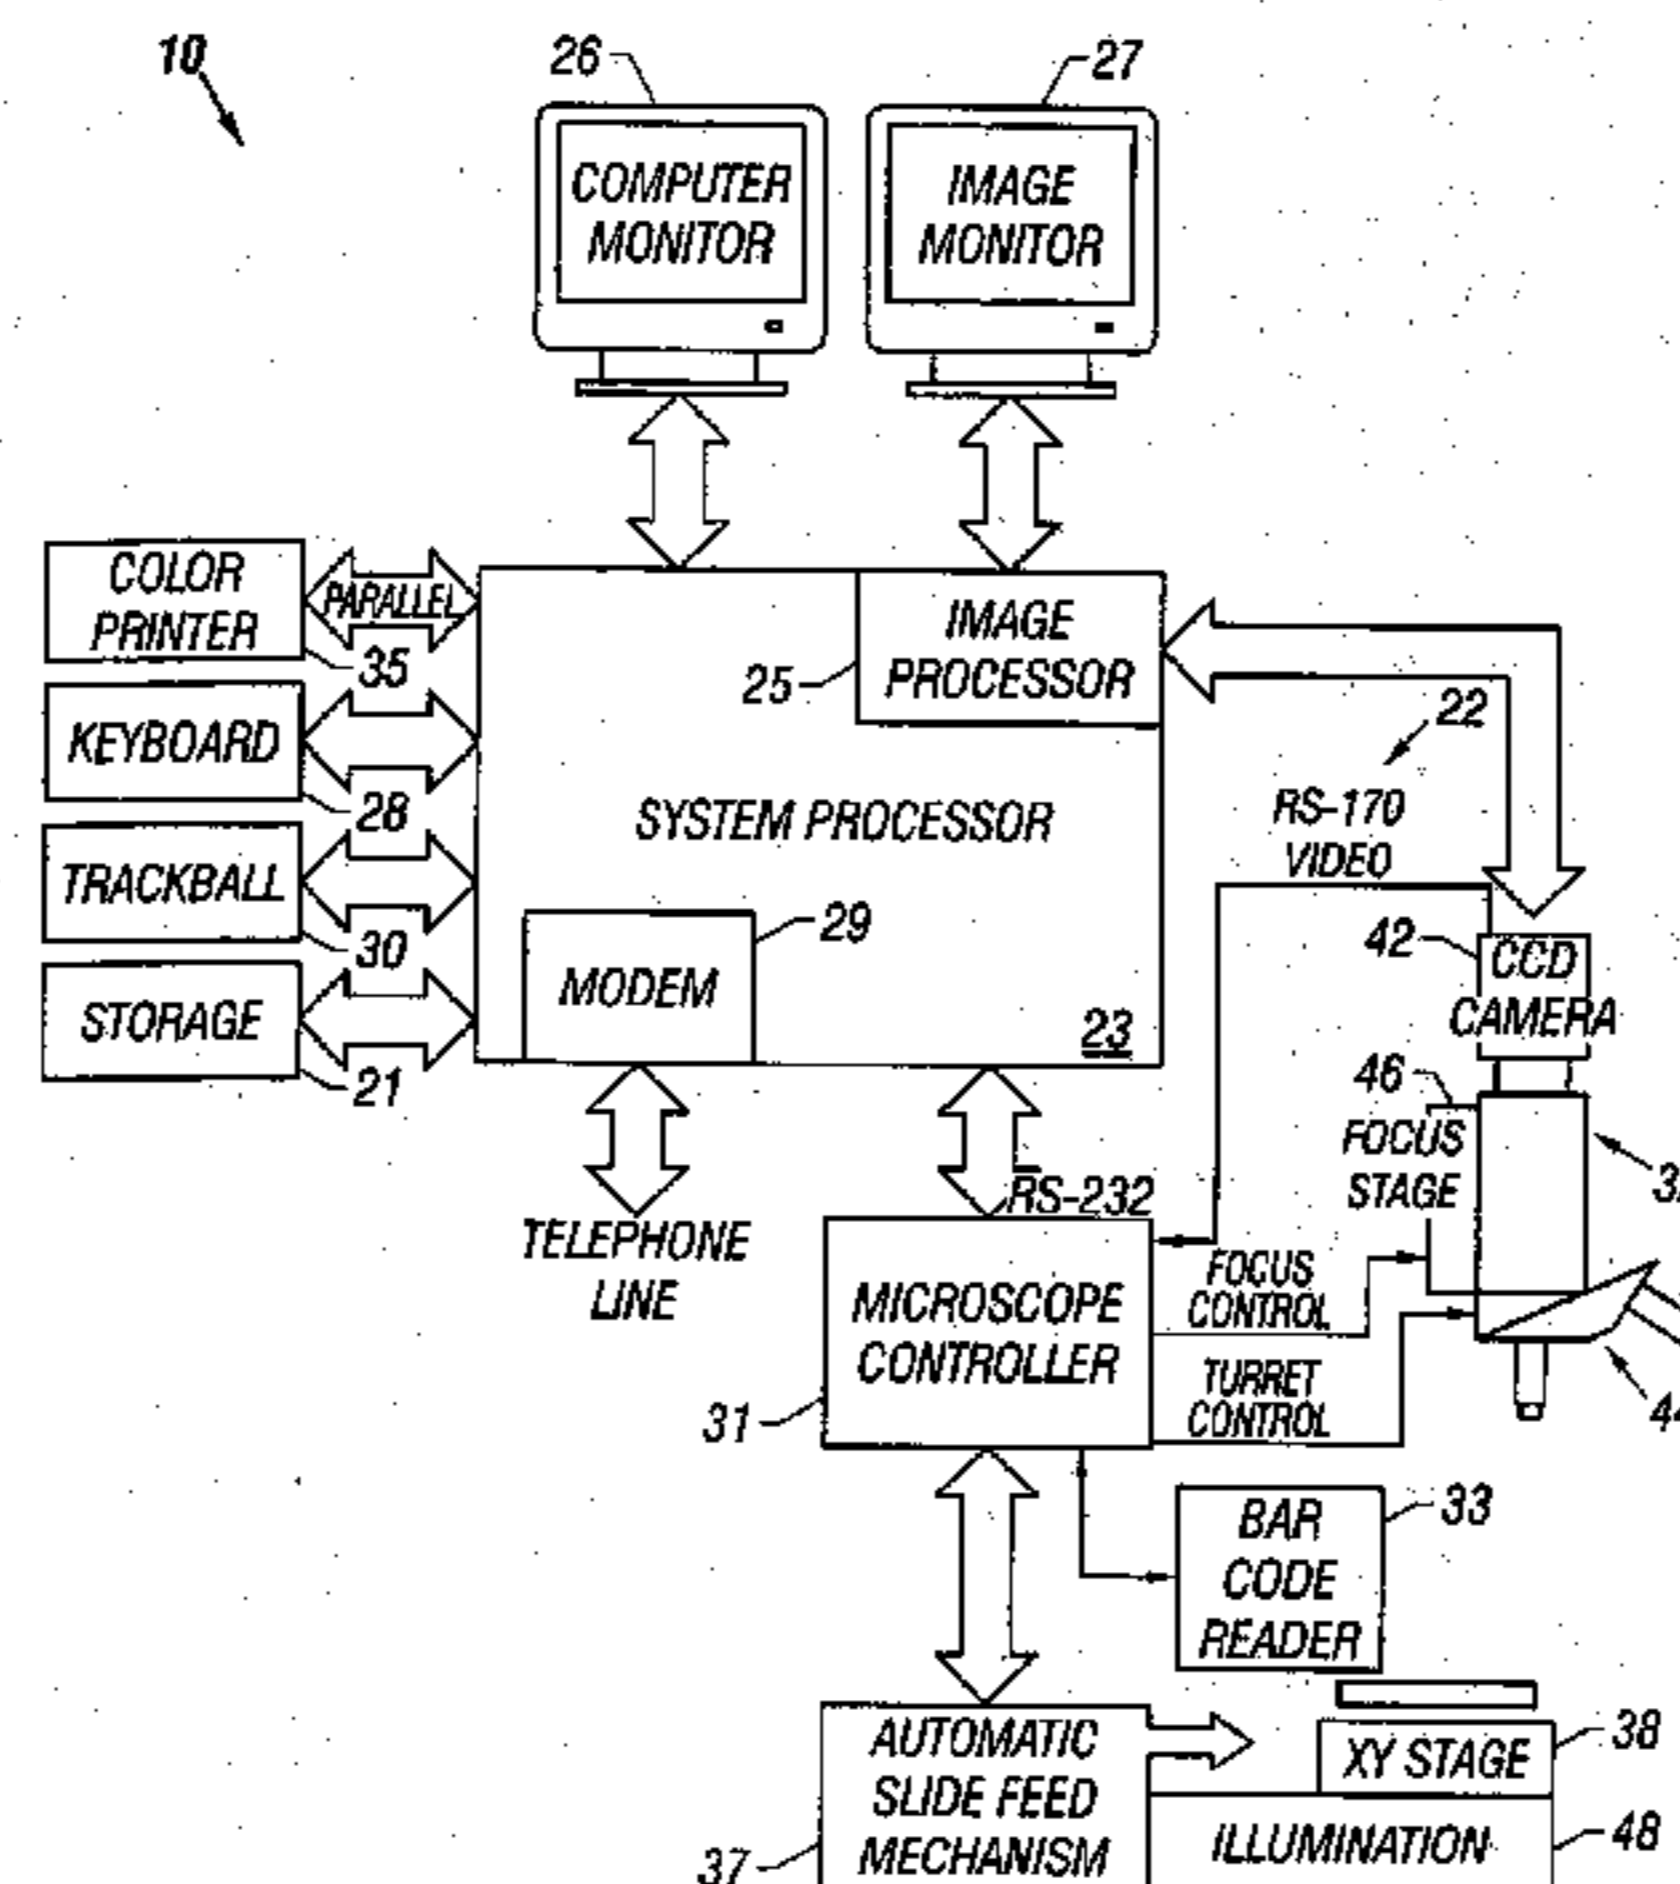 10
26
27
COMPUTER
MONITOR
IMAGE
MONITOR
COLOR
PRINTER
PARALLEL
35
KEYBOARD
28
TRACKBALL
30
STORAGE
21
IMAGE
PROCESSOR
25
SYSTEM PROCESSOR
MODEM
29
23
22
RS-170
VIDEO
42
CCD
CAMERA
46
FOCUS
STAGE
TELEPHONE
LINE
RS-232
MICROSCOPE
CONTROLLER
31
FOCUS
CONTROL
TURRET
CONTROL
44
BAR
CODE
READER
33
AUTOMATIC
SLIDE FEED
MECHANISM
37
XY STAGE
38
ILLUMINATION
48